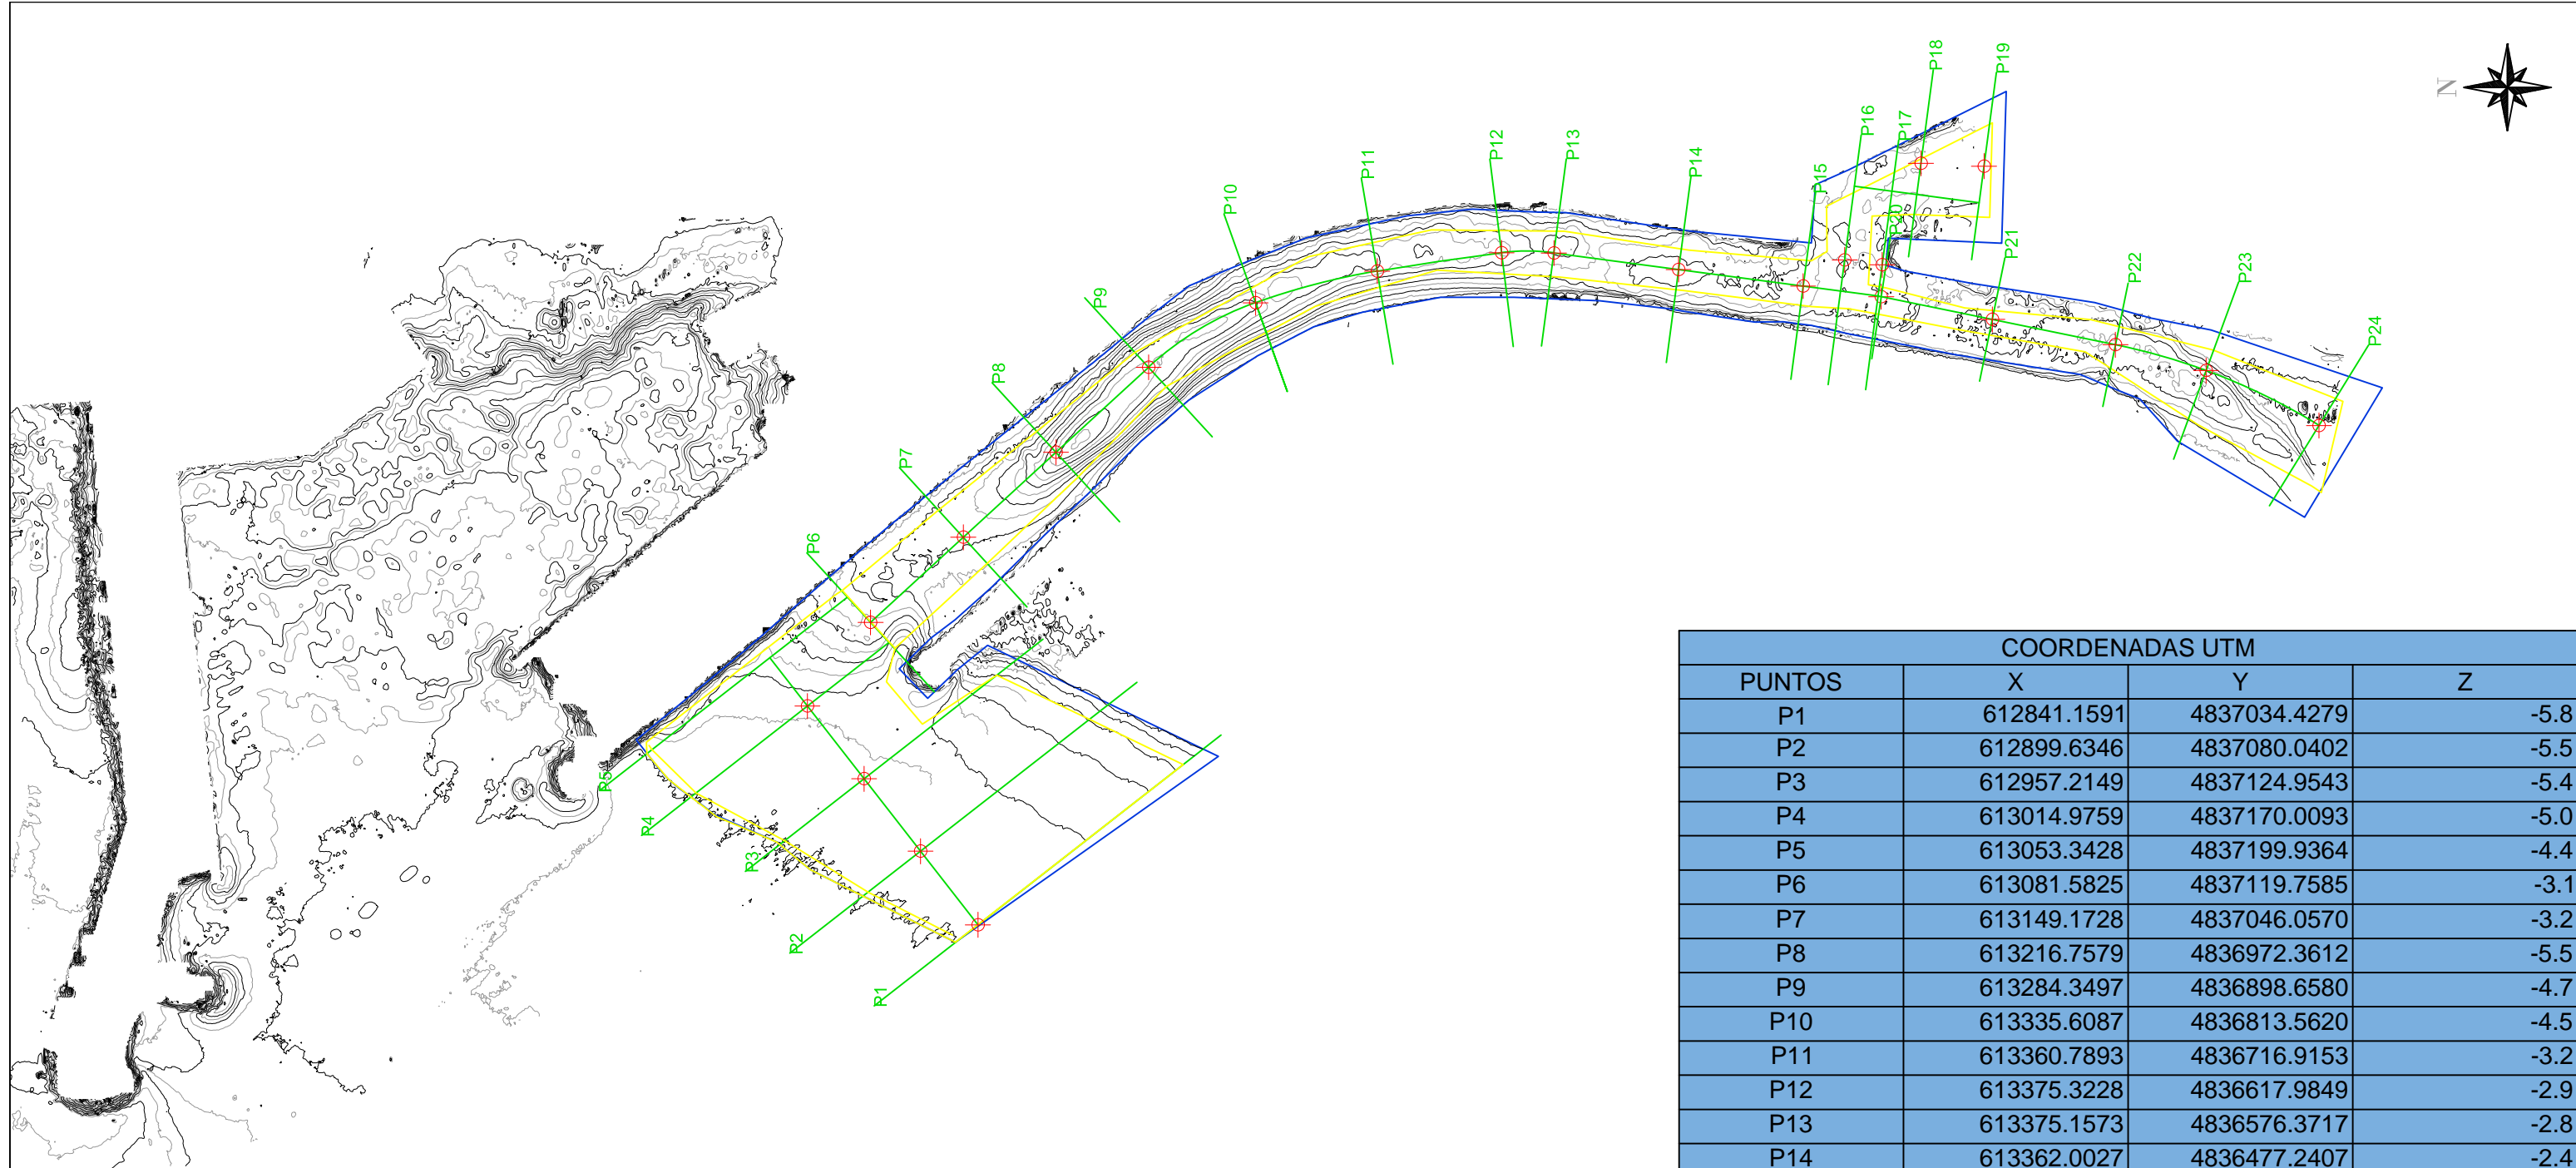 N
P18
P19
P16
P17
P12
P13
P11
P14
P15
P10
P20
P21
P22
P23
P9
P24
P8
P7
P6
P5
P4
P3
P2
P1
COORDENADAS UTM
PUNTOS X Y Z
P1 612841.1591 4837034.4279 -5.8
P2 612899.6346 4837080.0402 -5.5
P3 612957.2149 4837124.9543 -5.4
P4 613014.9759 4837170.0093 -5.0
P5 613053.3428 4837199.9364 -4.4
P6 613081.5825 4837119.7585 -3.1
P7 613149.1728 4837046.0570 -3.2
P8 613216.7579 4836972.3612 -5.5
P9 613284.3497 4836898.6580 -4.7
P10 613335.6087 4836813.5620 -4.5
P11 613360.7893 4836716.9153 -3.2
P12 613375.3228 4836617.9849 -2.9
P13 613375.1573 4836576.3717 -2.8
P14 613362.0027 4836477.2407 -2.4